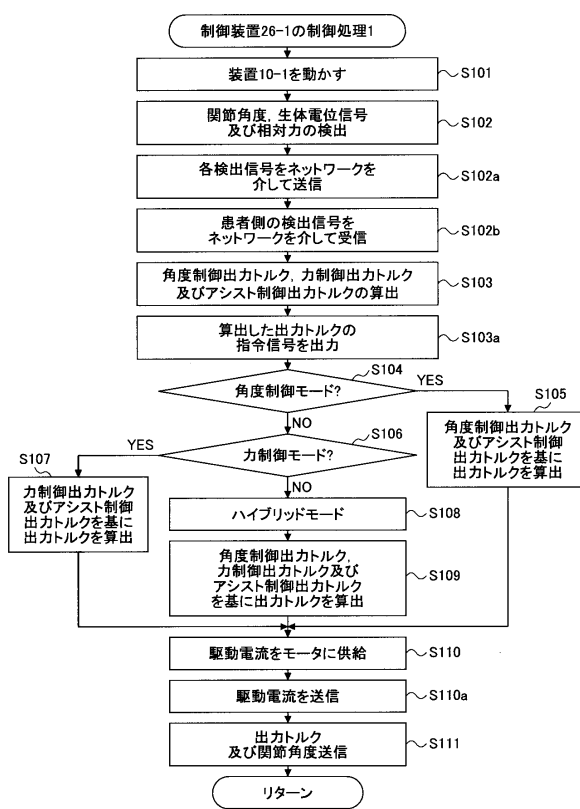 制御装置26-1の制御処理1
装置10-1を動かす
S101
関節角度，生体電位信号
及び相対力の検出
S102
各検出信号をネットワークを
介して送信
S102a
患者側の検出信号を
ネットワークを介して受信
S102b
角度制御出力トルク，力制御出力トルク
及びアシスト制御出力トルクの算出
S103
算出した出力トルクの
指令信号を出力
S103a
角度制御モード?
S104
YES
NO
S105
角度制御出力トルク
及びアシスト制御
出力トルクを基に
出力トルクを算出
力制御モード?
S106
YES
NO
S107
力制御出力トルク
及びアシスト制御
出力トルクを基に
出力トルクを算出
ハイブリッドモード
S108
角度制御出力トルク，
力制御出力トルク及び
アシスト制御出力トルク
を基に出力トルクを算出
S109
駆動電流をモータに供給
S110
駆動電流を送信
S110a
出力トルク
及び関節角度送信
S111
リターン